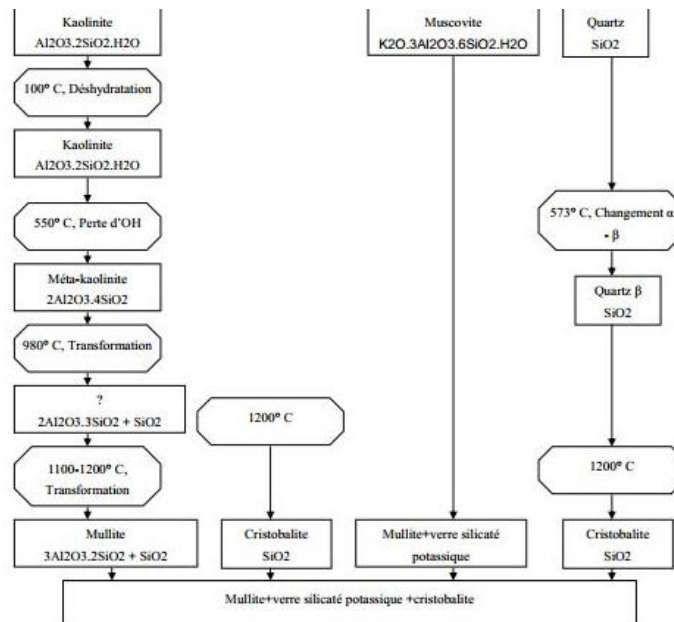 Kaolinite
Al2O3.2SiO2.H2O
Muscovite
K2O.3Al2O3.6SiO2.H2O
Quartz
SiO2
100° C, Déshydratation
Kaolinite
Al2O3.2SiO2.H2O
550° C, Perte d'OH
573° C, Changement α
- β
Méta-kaolinite
2Al2O3.4SiO2
Quartz β
SiO2
980° C, Transformation
?
2Al2O3.3SiO2 + SiO2
1200° C
1100-1200° C,
Transformation
1200° C
Mullite
3Al2O3.2SiO2 + SiO2
Cristobalite
SiO2
Mullite+verre silicaté
potassique
Cristobalite
SiO2
Mullite+verre silicaté potassique +cristobalite